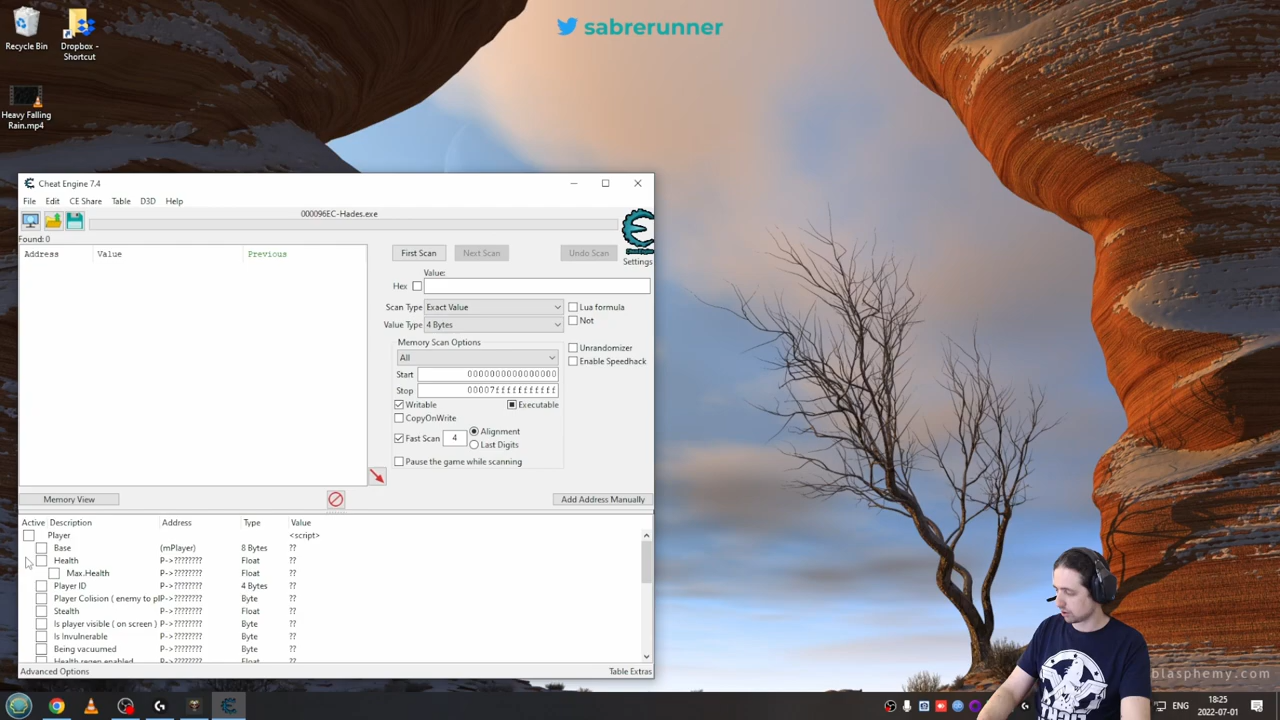 sabrerunner
Recycle Bin
Dropbox - Shortcut
Heavy Falling Rain.mp4
Cheat Engine 7.4
File Edit CE Share Table D3D Help
000096EC-Hades.exe
Found: 0
Address Value Previous
First Scan Next Scan Undo Scan
Settings
Value:
Hex
Scan Type Exact Value
Lua formula
Value Type 4 Bytes
Not
Memory Scan Options
All
Unrandomizer
Start 0000000000000000
Enable Speedhack
Stop 00007fffffffffff
Writable Executable
CopyOnWrite
Fast Scan 4 Alignment
Last Digits
Pause the game while scanning
Memory View Add Address Manually
Active Description Address Type Value
Player <script>
Base (mPlayer) 8 Bytes ??
Health P->???????? Float ??
Max.Health P->???????? Float ??
Player ID P->???????? 4 Bytes ??
Player Colision ( enemy to pl P->???????? Byte ??
Stealth P->???????? Float ??
Is player visible ( on screen ) P->???????? Byte ??
Is Invulnerable P->???????? Byte ??
Being vacuumed P->???????? Byte ??
Health regen enabled P->???????? Float ??
Advanced Options Table Extras
blasphemy.com
ENG
18:25
2022-07-01